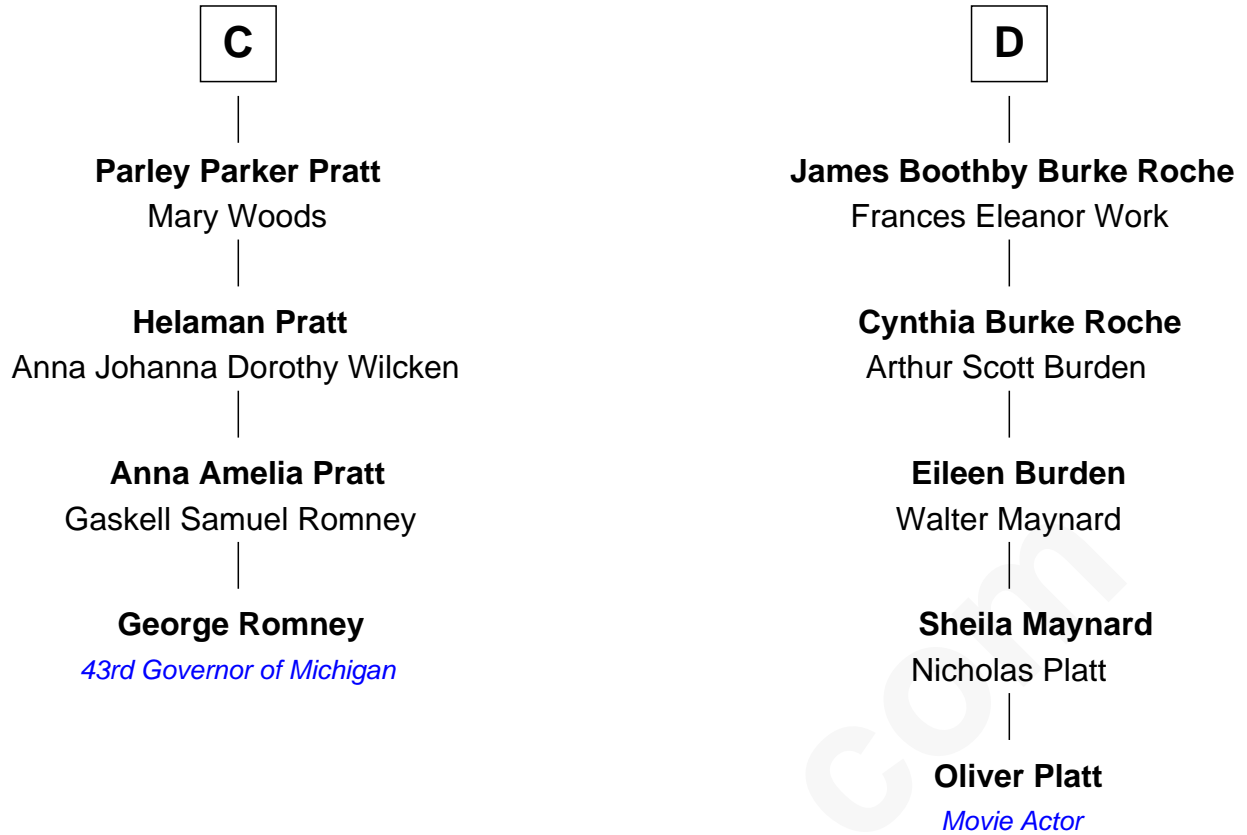 C
Parley Parker Pratt
Mary Woods
Helaman Pratt
Anna Johanna Dorothy Wilcken
Anna Amelia Pratt
Gaskell Samuel Romney
George Romney
43rd Governor of Michigan
D
James Boothby Burke Roche
Frances Eleanor Work
Cynthia Burke Roche
Arthur Scott Burden
Eileen Burden
Walter Maynard
Sheila Maynard
Nicholas Platt
Oliver Platt
Movie Actor
com